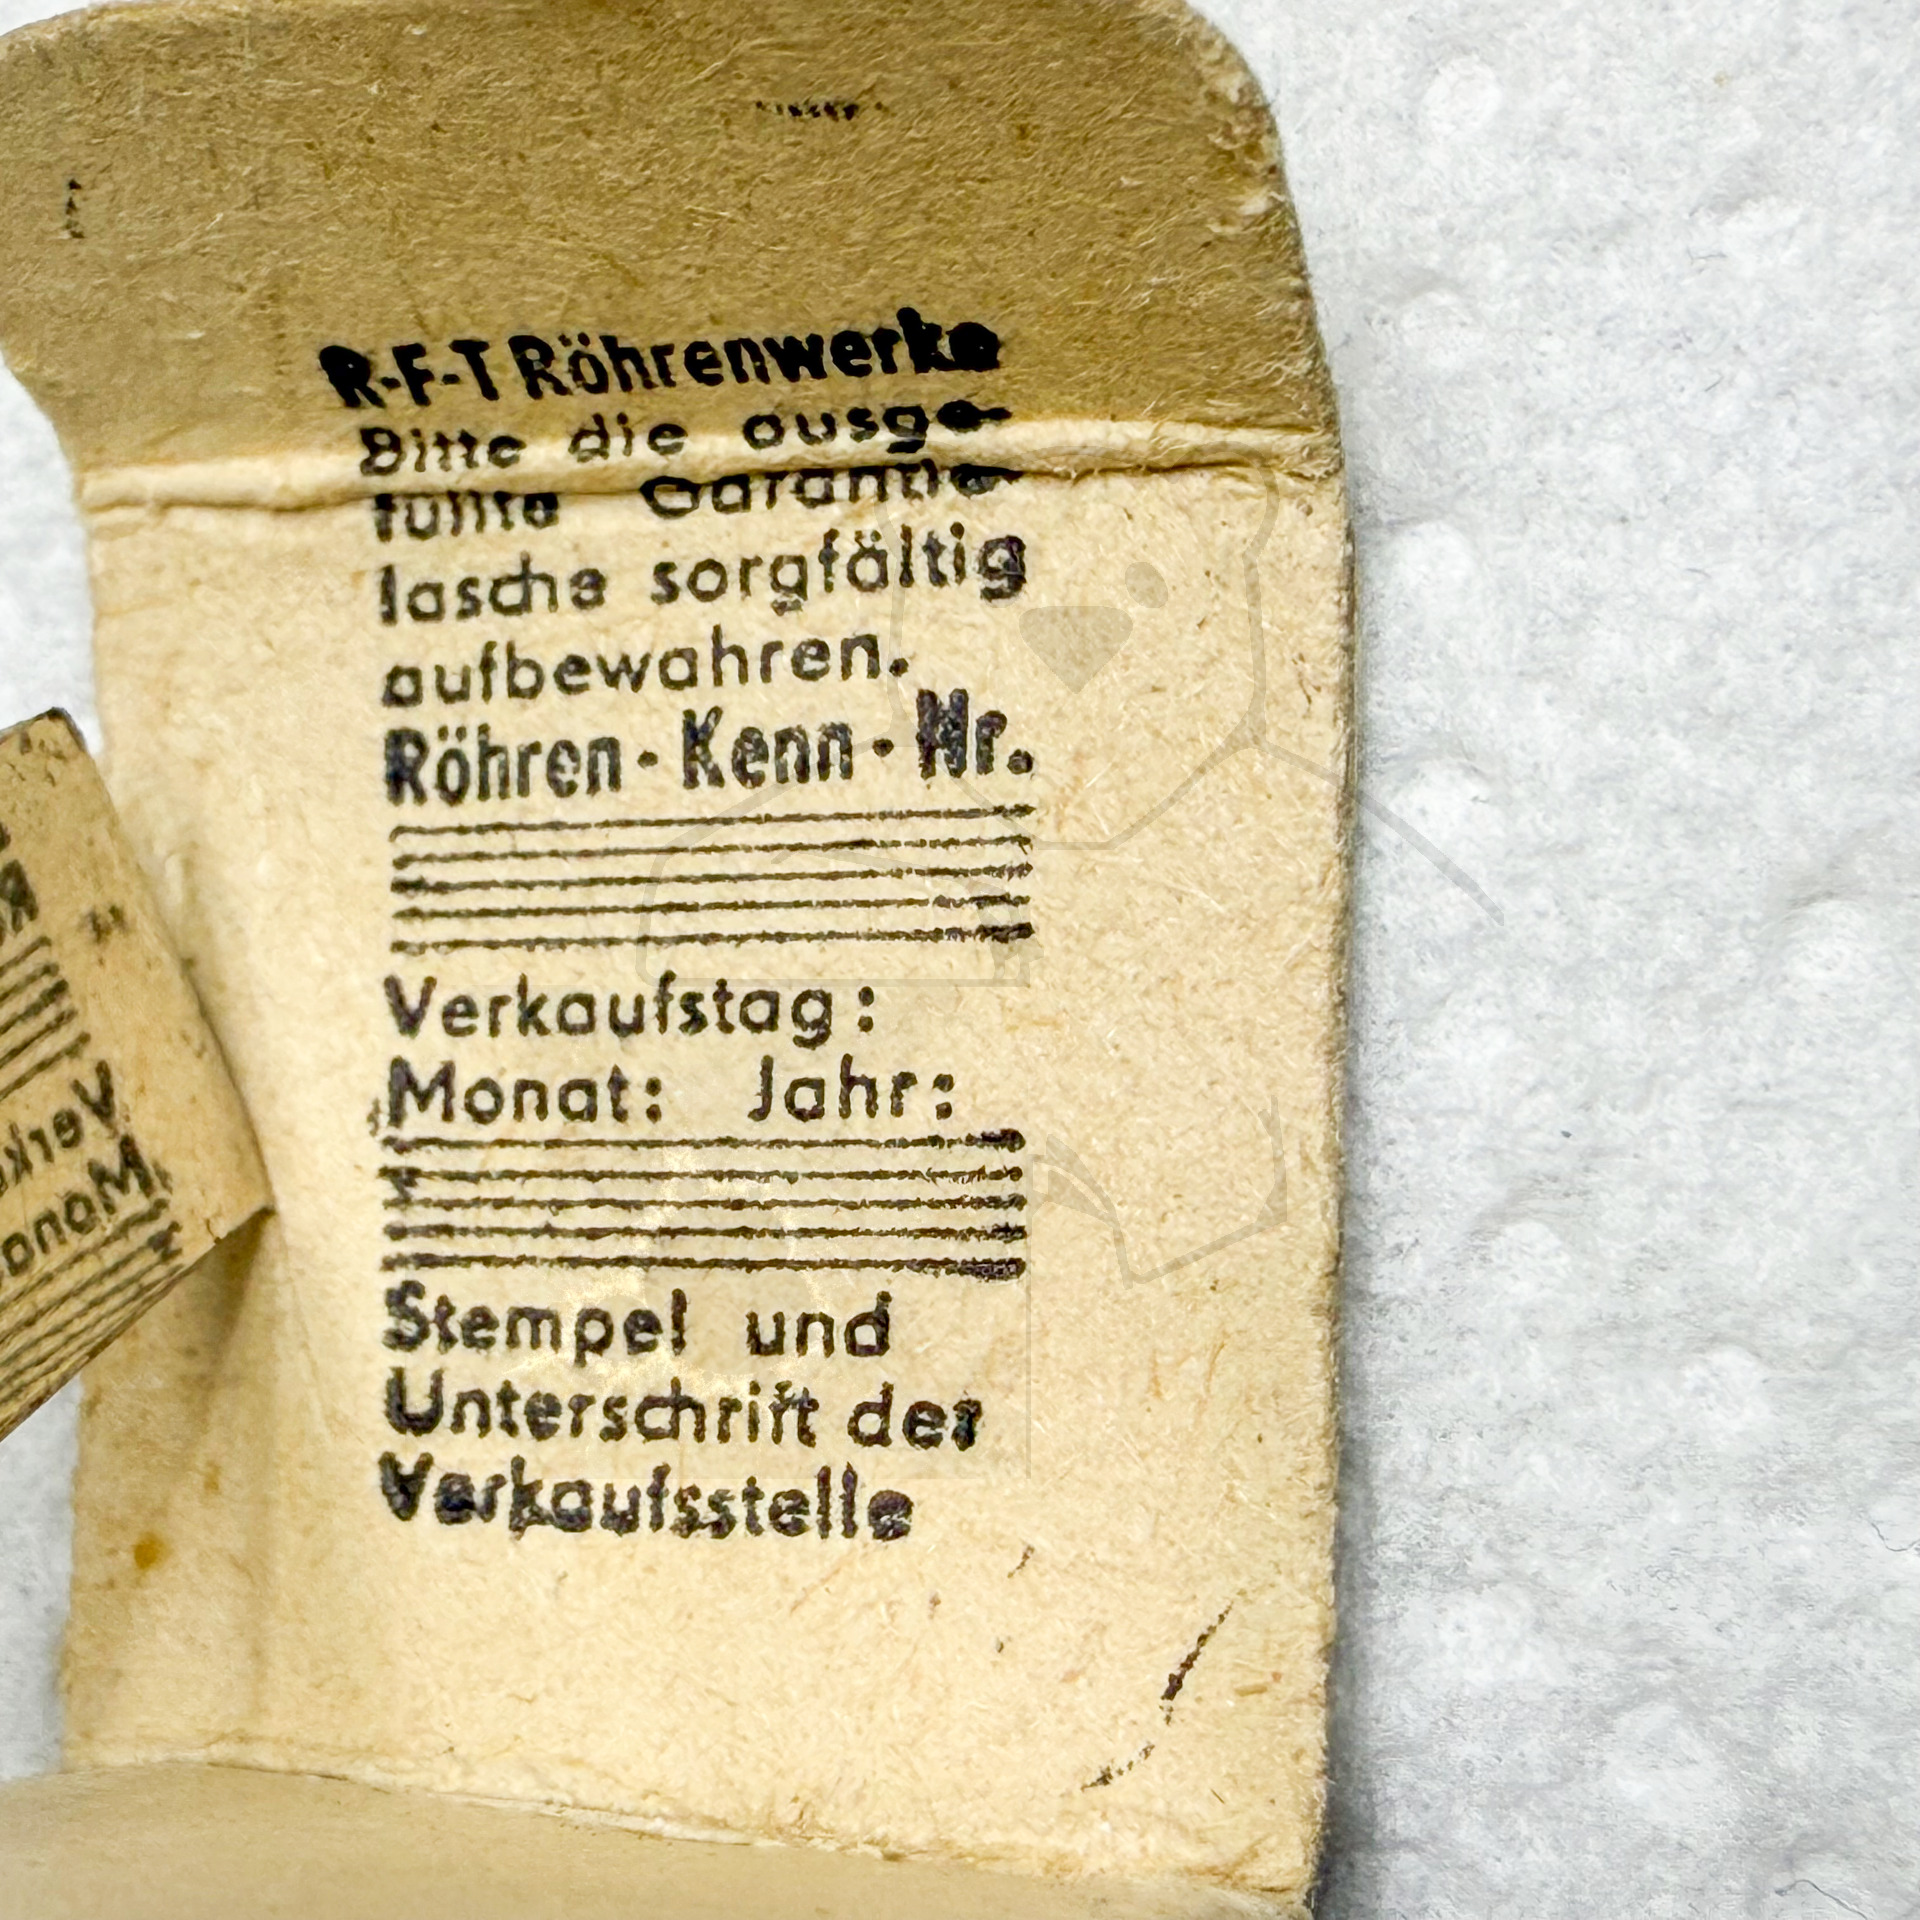 R-F-T Röhrenwerke
Bitte die ausge-
füllte Garantie-
lasche sorgfältig
aufbewahren.
Röhren-Kenn-Nr.
Verkaufstag:
Monat: Jahr:
Stempel und
Unterschrift der
Verkaufsstelle